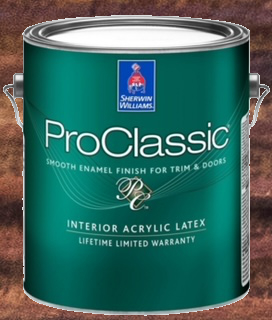 SHERWIN
WILLIAMS.
ProClassic®
SMOOTH ENAMEL FINISH FOR TRIM & DOORS
PC
INTERIOR ACRYLIC LATEX
LIFETIME LIMITED WARRANTY